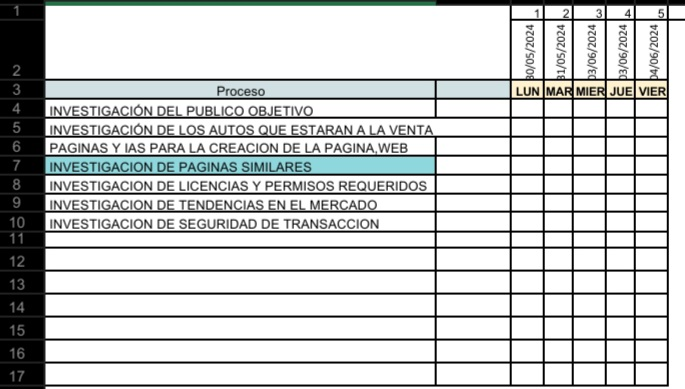 1 1 2 3 4 5
2 30/05/2024 31/05/2024 03/06/2024 03/06/2024 04/06/2024
3 Proceso LUN MAR MIER JUE VIER
4 INVESTIGACIÓN DEL PUBLICO OBJETIVO
5 INVESTIGACIÓN DE LOS AUTOS QUE ESTARAN A LA VENTA
6 PAGINAS Y IAS PARA LA CREACION DE LA PAGINA,WEB
7 INVESTIGACION DE PAGINAS SIMILARES
8 INVESTIGACION DE LICENCIAS Y PERMISOS REQUERIDOS
9 INVESTIGACION DE TENDENCIAS EN EL MERCADO
10 INVESTIGACION DE SEGURIDAD DE TRANSACCION
11
12
13
14
15
16
17